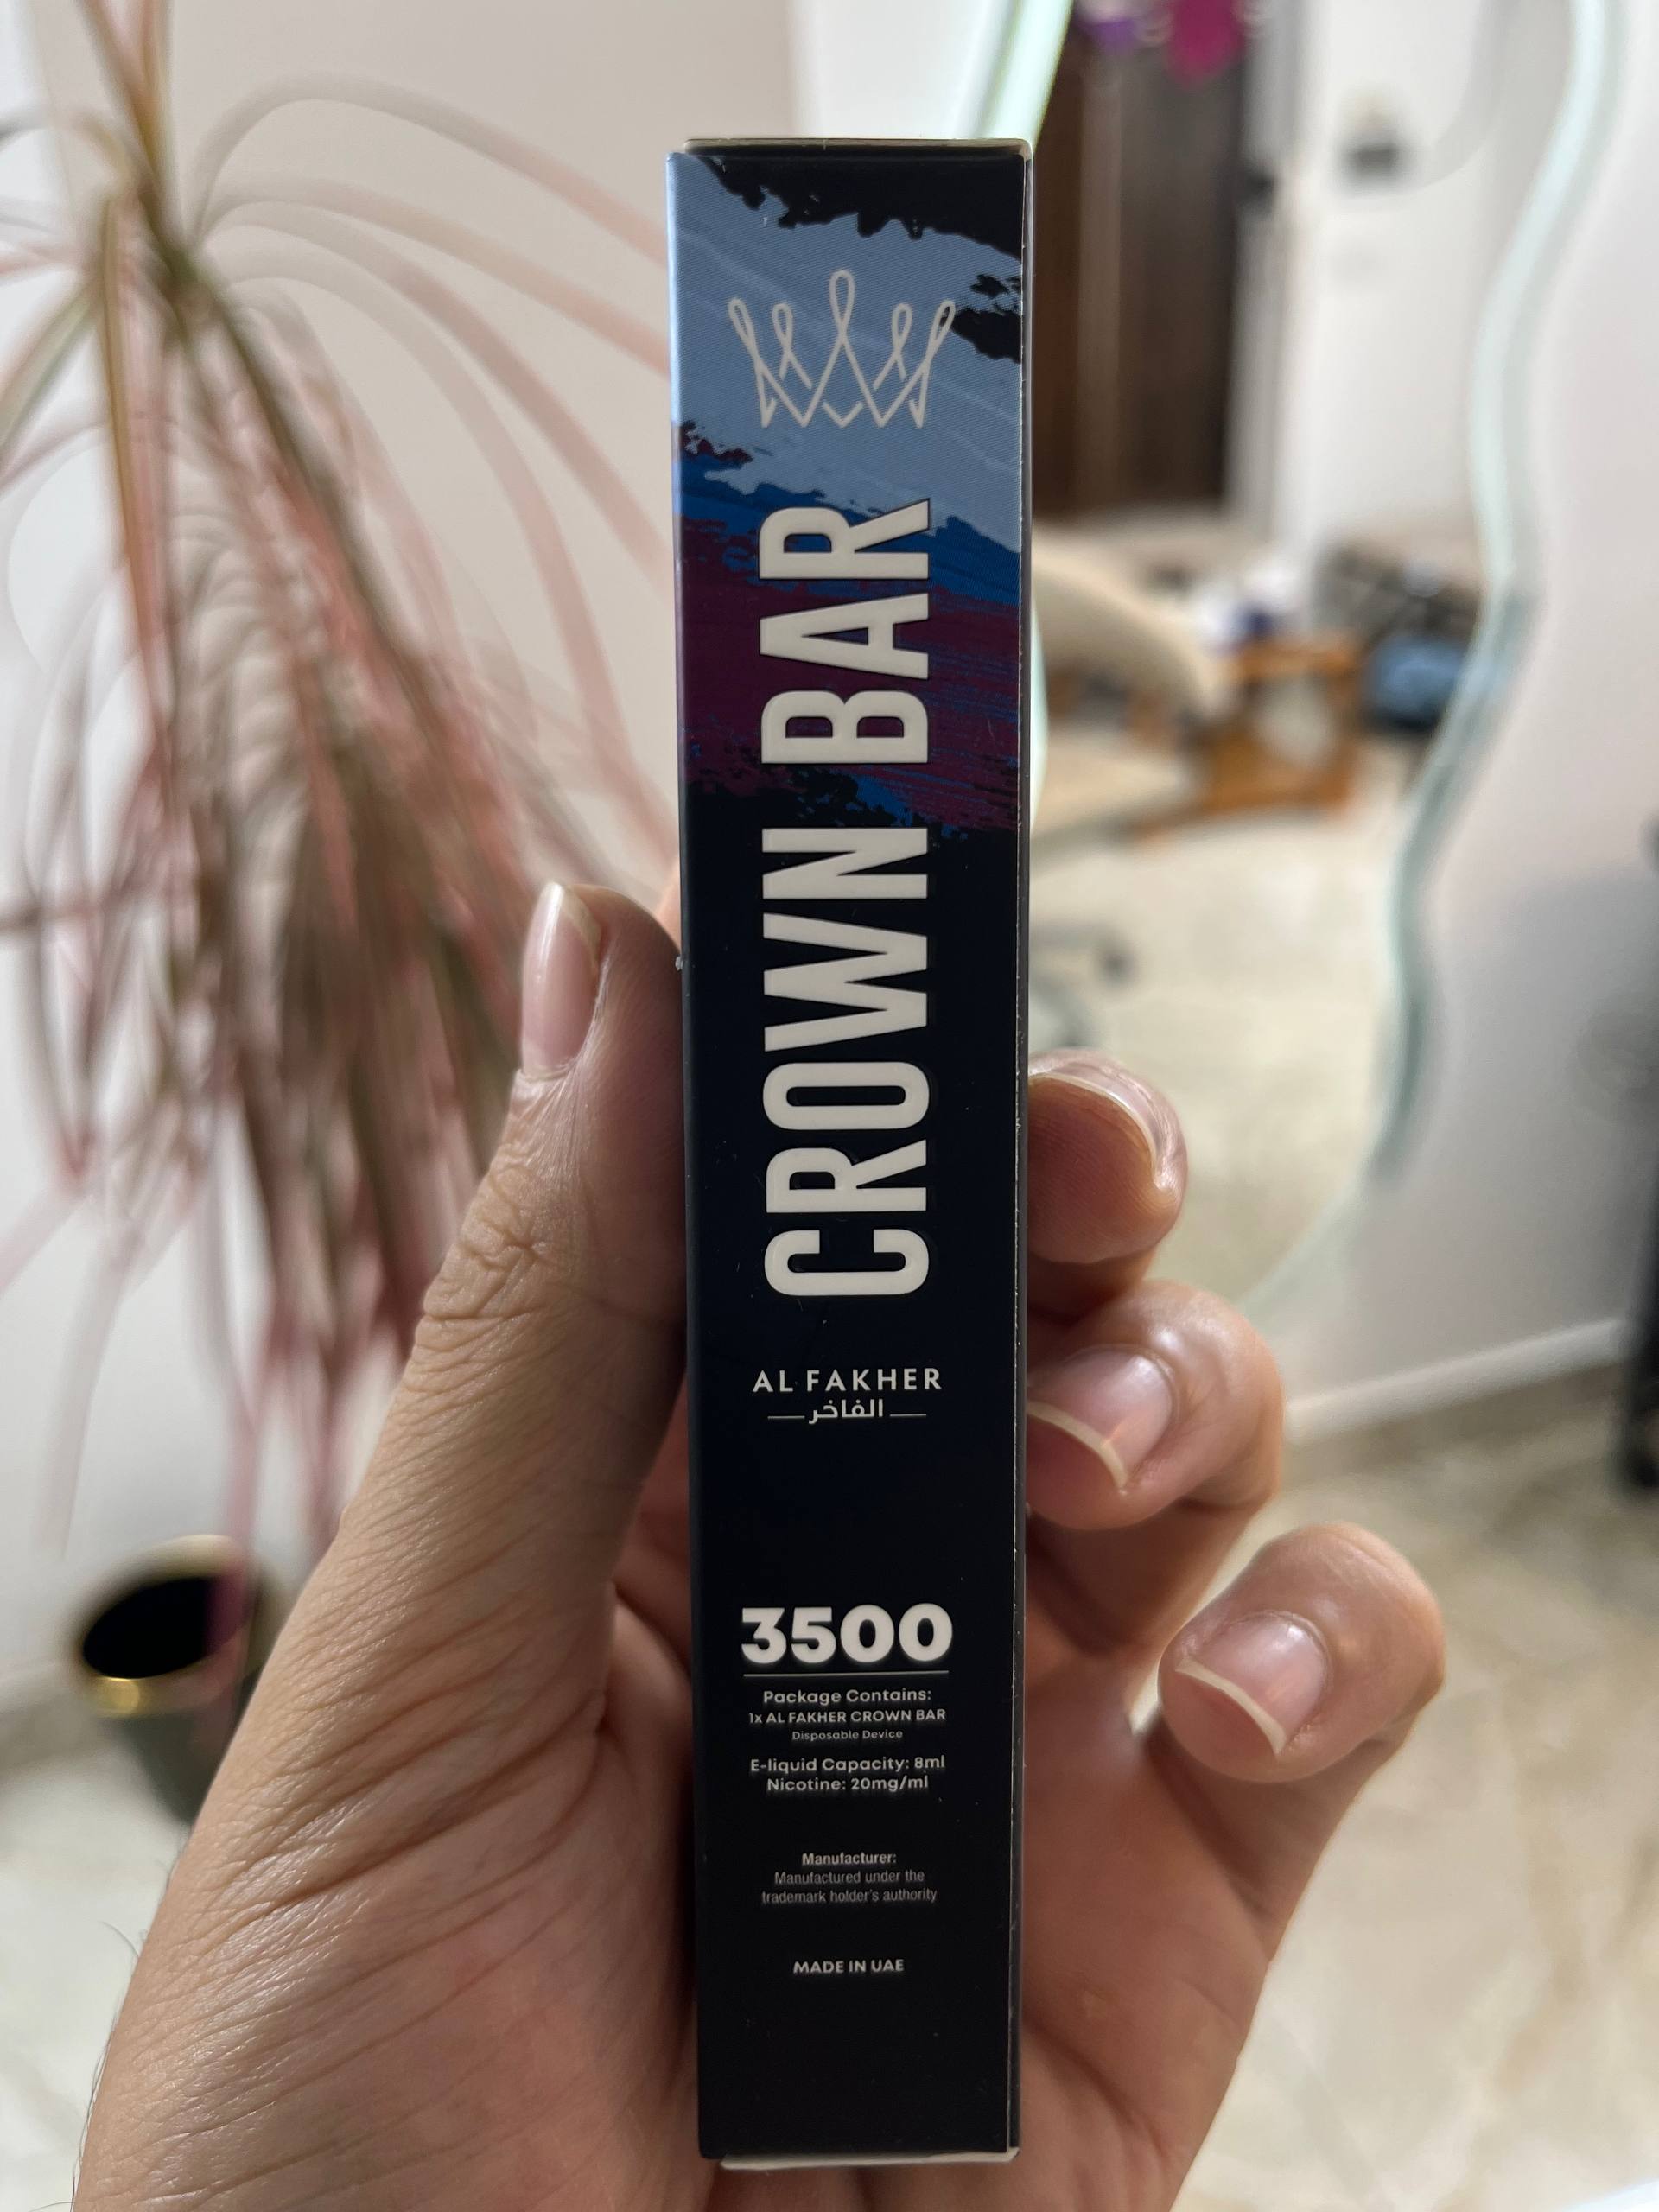 CROWN BAR
AL FAKHER
الفاخر
3500
Package Contains:
1x AL FAKHER CROWN BAR
Disposable Device
E-liquid Capacity: 8ml
Nicotine: 20mg/ml
Manufacturer:
Manufactured under the
trademark holder's authority
MADE IN UAE